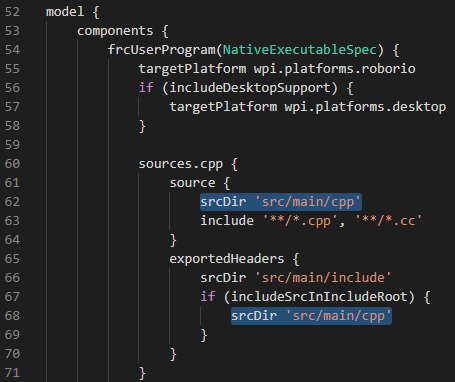 52 model {
53     components {
54         frcUserProgram(NativeExecutableSpec) {
55             targetPlatform wpi.platforms.roborio
56             if (includeDesktopSupport) {
57                 targetPlatform wpi.platforms.desktop
58             }
59
60             sources.cpp {
61                 source {
62                     srcDir 'src/main/cpp'
63                     include '**/*.cpp', '**/*.cc'
64                 }
65                 exportedHeaders {
66                     srcDir 'src/main/include'
67                     if (includeSrcInIncludeRoot) {
68                         srcDir 'src/main/cpp'
69                     }
70                 }
71             }